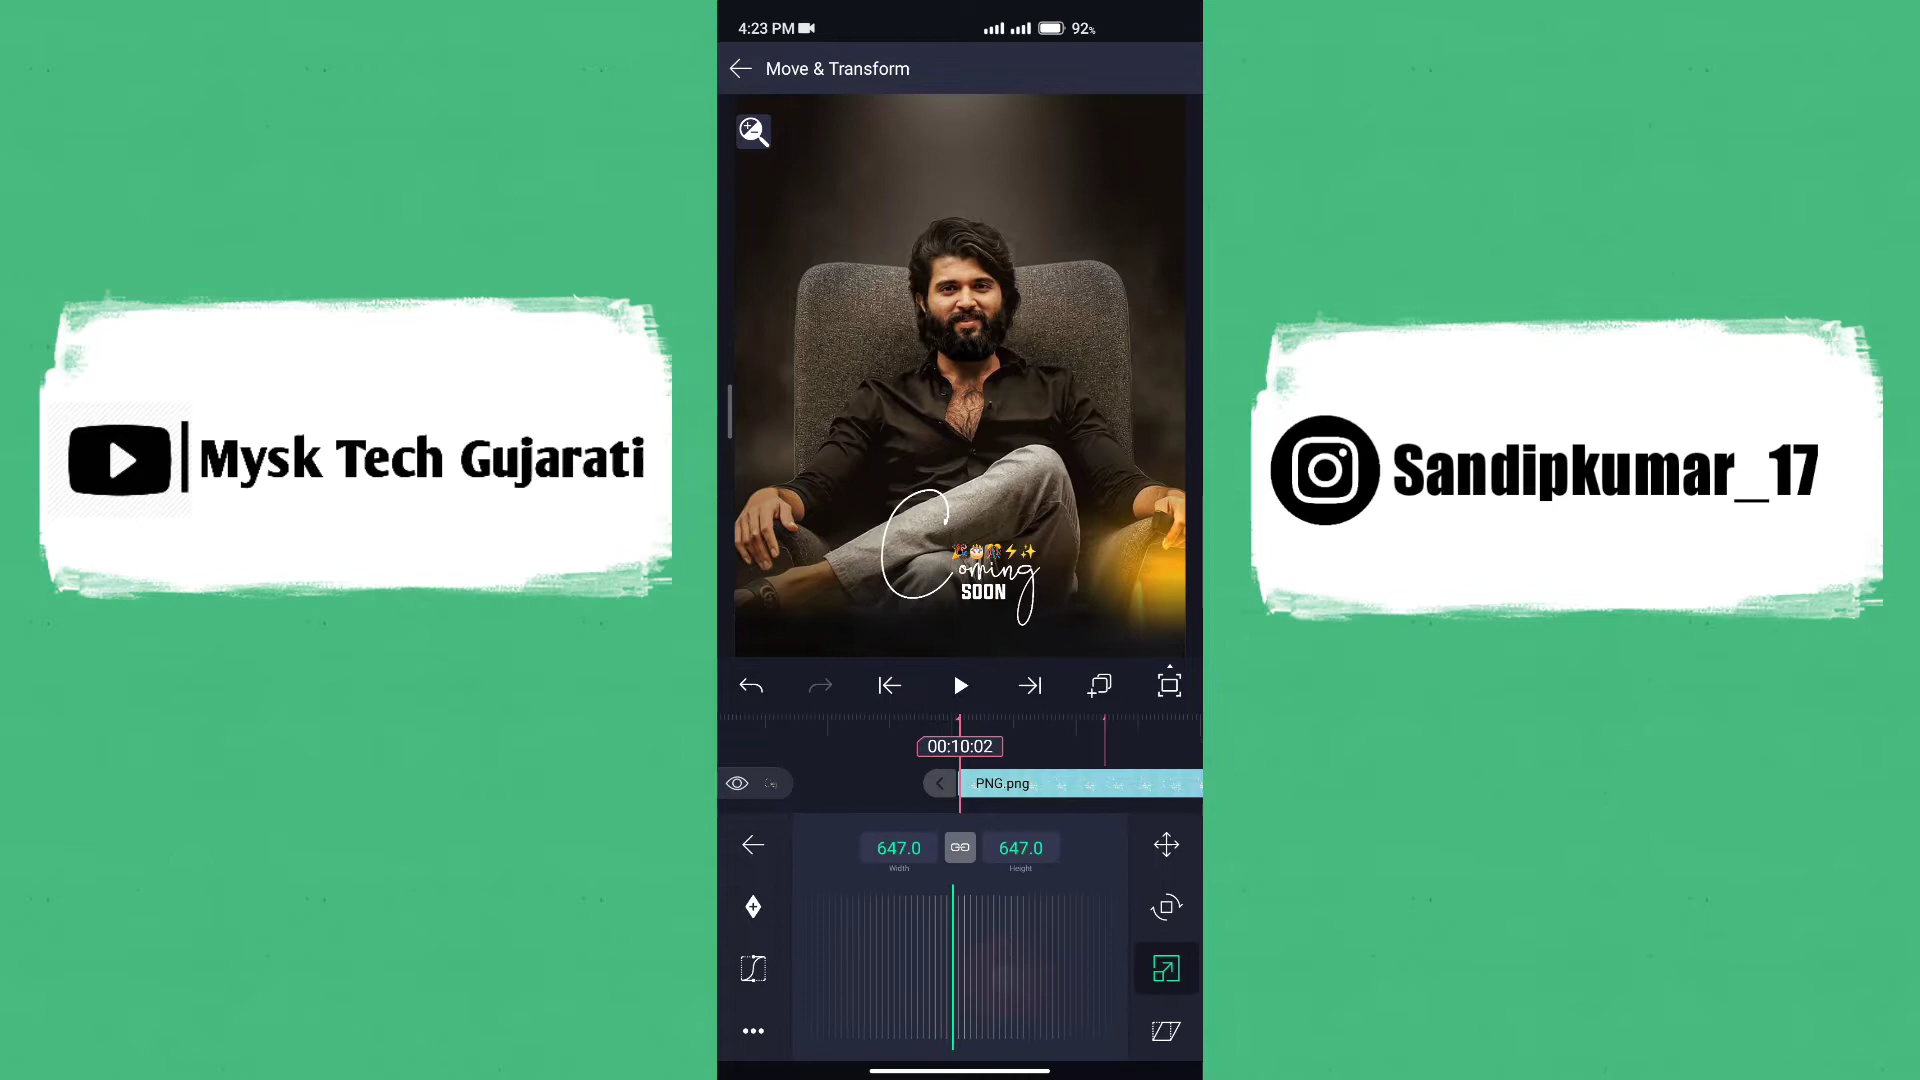 4:23 PM
92%
Move & Transform
Mysk Tech Gujarati
Sandipkumar_17
Coming
SOON
00:10:02
PNG.png
647.0
647.0
Width
Height